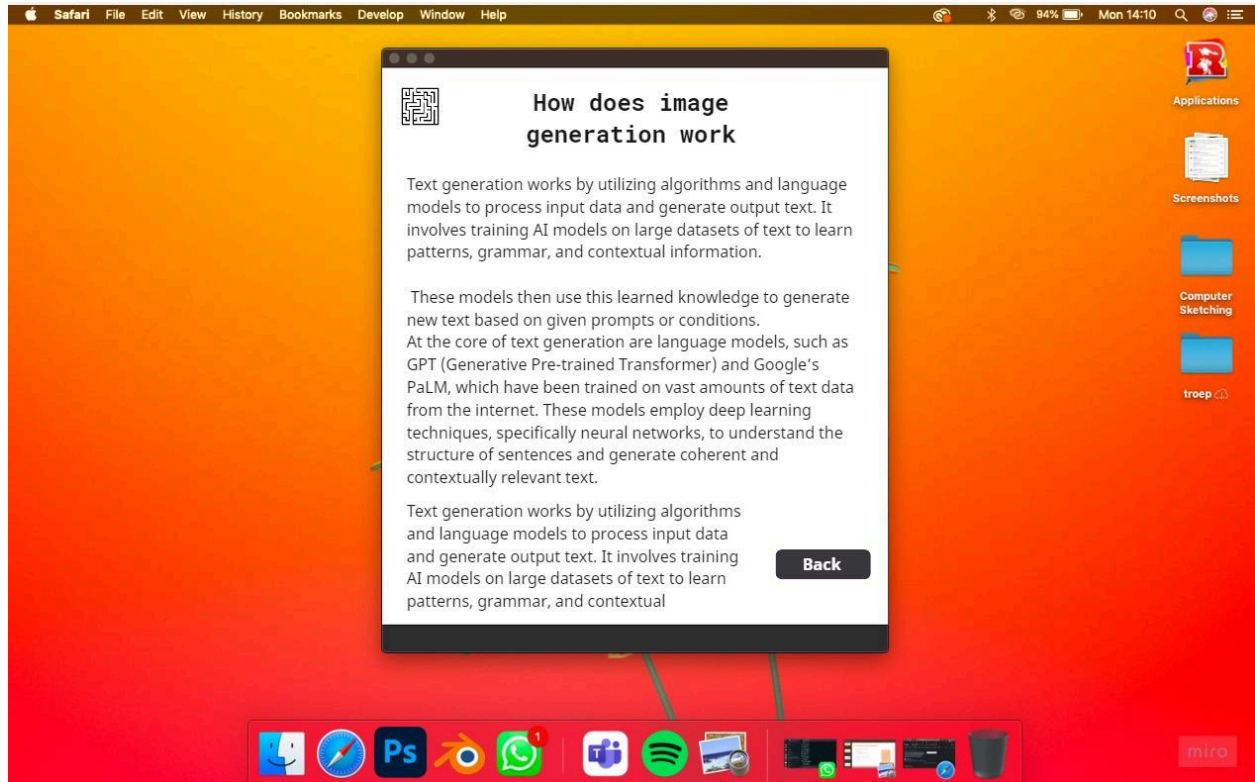 Safari File Edit View History Bookmarks Develop Window Help 94% Mon 14:10
How does image
generation work
Text generation works by utilizing algorithms and language
models to process input data and generate output text. It
involves training AI models on large datasets of text to learn
patterns, grammar, and contextual information.
These models then use this learned knowledge to generate
new text based on given prompts or conditions.
At the core of text generation are language models, such as
GPT (Generative Pre-trained Transformer) and Google's
PaLM, which have been trained on vast amounts of text data
from the internet. These models employ deep learning
techniques, specifically neural networks, to understand the
structure of sentences and generate coherent and
contextually relevant text.
Text generation works by utilizing algorithms
and language models to process input data
and generate output text. It involves training
AI models on large datasets of text to learn
patterns, grammar, and contextual
Back
Applications
Screenshots
Computer
Sketching
troep
Ps
1
T
miro